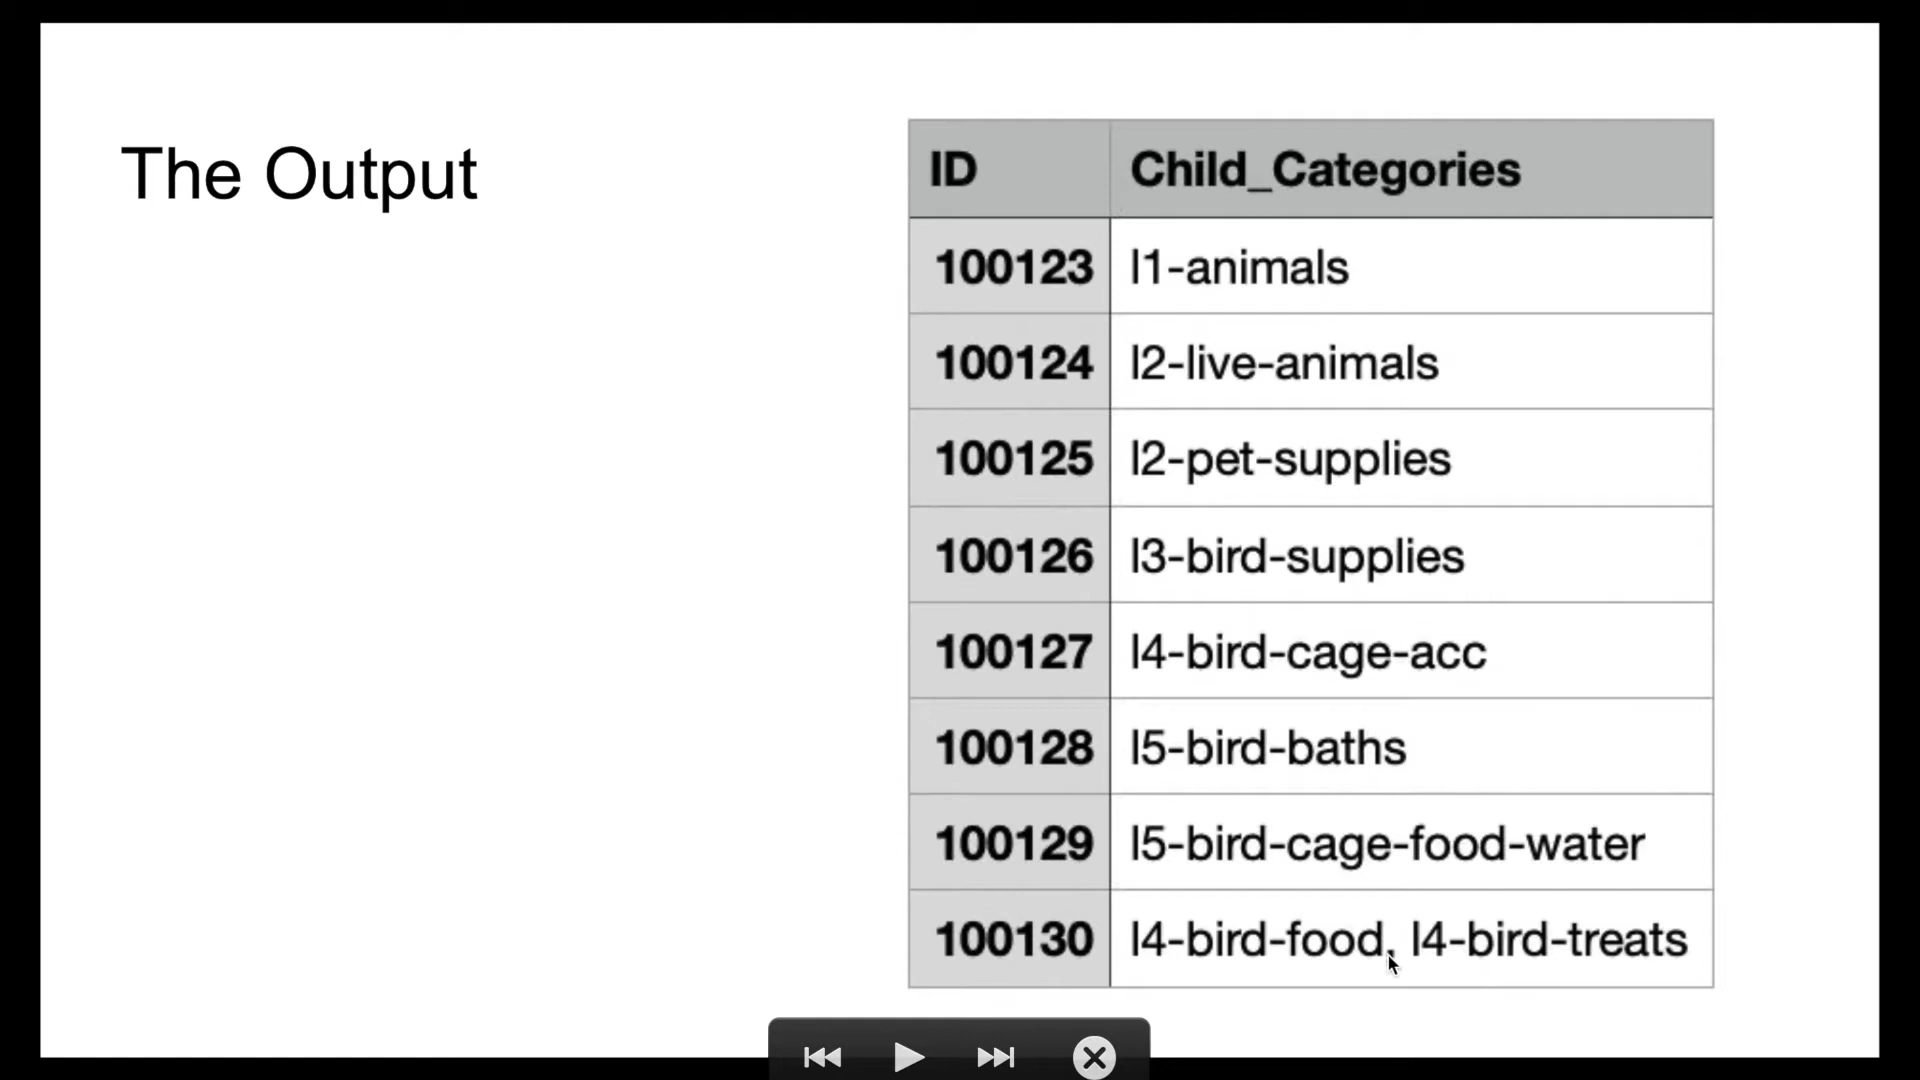 The Output
ID Child_Categories
100123 l1-animals
100124 l2-live-animals
100125 l2-pet-supplies
100126 l3-bird-supplies
100127 l4-bird-cage-acc
100128 l5-bird-baths
100129 l5-bird-cage-food-water
100130 l4-bird-food, l4-bird-treats